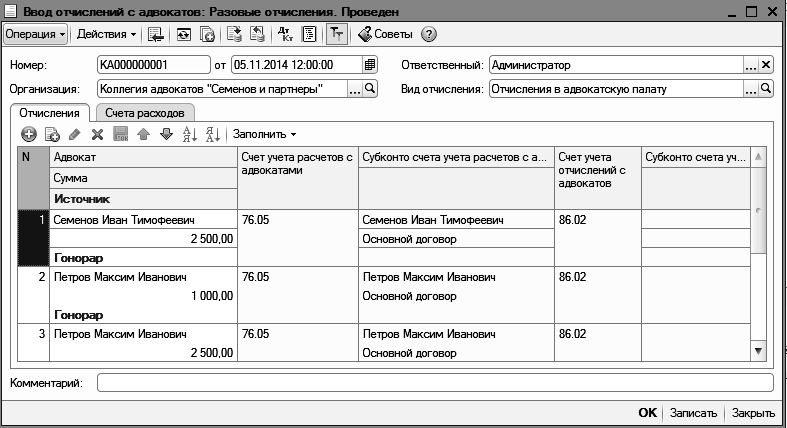 Ввод отчислений с адвокатов: Разовые отчисления. Проведен
Операция Действия Дт Кт Тт Советы ?
Номер: КА000000001 от 05.11.2014 12:00:00 Ответственный: Администратор ... ×
Организация: Коллегия адвокатов "Семенов и партнеры" ... Вид отчисления: Отчисления в адвокатскую палату ...
Отчисления Счета расходов
Заполнить
N Адвокат Счет учета расчетов с адвокатами Субконто счета учета расчетов с а... Счет учета отчислений с адвокатов Субконто счета уч...
Сумма
Источник
1 Семенов Иван Тимофеевич 76.05 Семенов Иван Тимофеевич 86.02
2 500,00 Основной договор
Гонорар
2 Петров Максим Иванович 76.05 Петров Максим Иванович 86.02
1 000,00 Основной договор
Гонорар
3 Петров Максим Иванович 76.05 Петров Максим Иванович 86.02
2 500,00 Основной договор
Комментарий:
OK Записать Закрыть